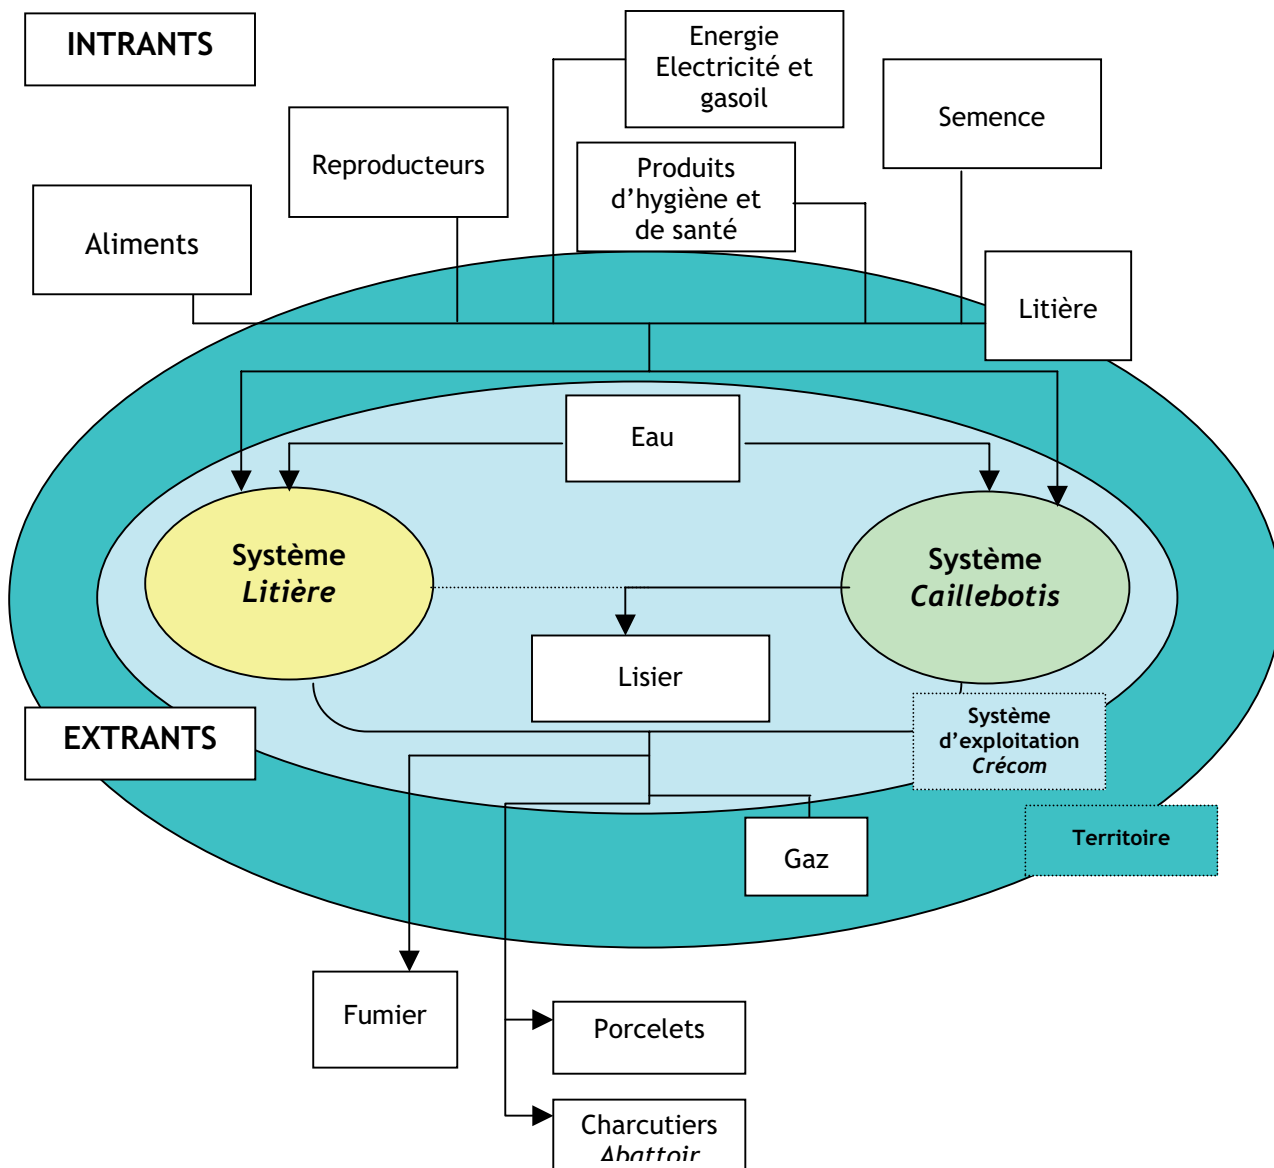 INTRANTS
Energie
Electricité et
gasoil
Semence
Reproducteurs
Produits
d’hygiène et
de santé
Aliments
Litière
Eau
Système
Litière
Système
Caillebotis
Lisier
EXTRANTS
Système
d’exploitation
Crécom
Territoire
Gaz
Fumier
Porcelets
Charcutiers
Abattoir